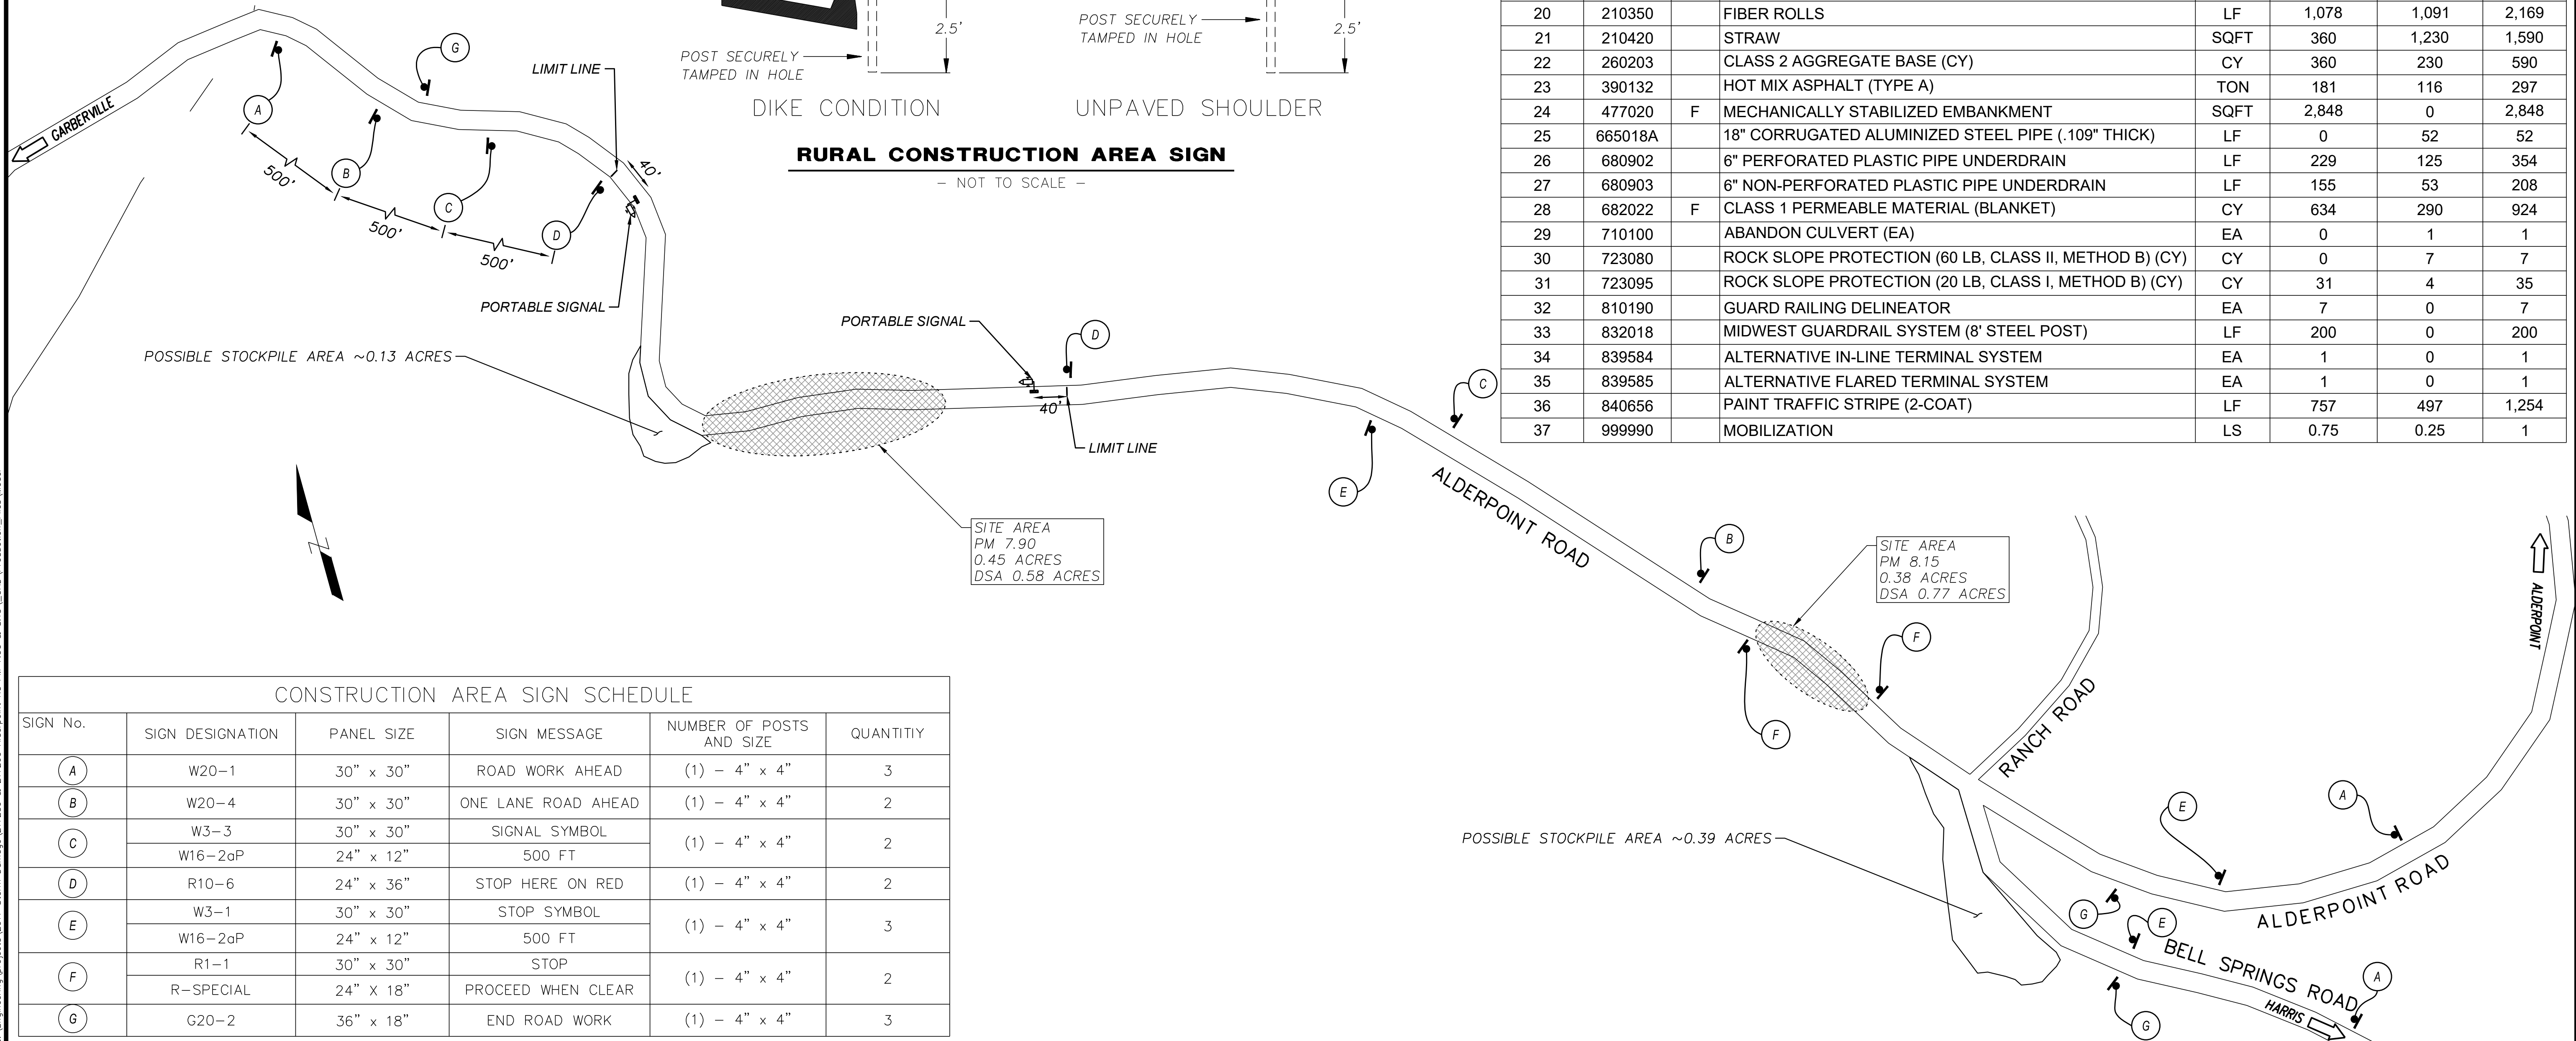 POST SECURELY
TAMPED IN HOLE
2.5'
DIKE CONDITION
POST SECURELY
TAMPED IN HOLE
2.5'
UNPAVED SHOULDER
RURAL CONSTRUCTION AREA SIGN
- NOT TO SCALE -
20 210350 FIBER ROLLS LF 1,078 1,091 2,169
21 210420 STRAW SQFT 360 1,230 1,590
22 260203 CLASS 2 AGGREGATE BASE (CY) CY 360 230 590
23 390132 HOT MIX ASPHALT (TYPE A) TON 181 116 297
24 477020 F MECHANICALLY STABILIZED EMBANKMENT SQFT 2,848 0 2,848
25 665018A 18" CORRUGATED ALUMINIZED STEEL PIPE (.109" THICK) LF 0 52 52
26 680902 6" PERFORATED PLASTIC PIPE UNDERDRAIN LF 229 125 354
27 680903 6" NON-PERFORATED PLASTIC PIPE UNDERDRAIN LF 155 53 208
28 682022 F CLASS 1 PERMEABLE MATERIAL (BLANKET) CY 634 290 924
29 710100 ABANDON CULVERT (EA) EA 0 1 1
30 723080 ROCK SLOPE PROTECTION (60 LB, CLASS II, METHOD B) (CY) CY 0 7 7
31 723095 ROCK SLOPE PROTECTION (20 LB, CLASS I, METHOD B) (CY) CY 31 4 35
32 810190 GUARD RAILING DELINEATOR EA 7 0 7
33 832018 MIDWEST GUARDRAIL SYSTEM (8' STEEL POST) LF 200 0 200
34 839584 ALTERNATIVE IN-LINE TERMINAL SYSTEM EA 1 0 1
35 839585 ALTERNATIVE FLARED TERMINAL SYSTEM EA 1 0 1
36 840656 PAINT TRAFFIC STRIPE (2-COAT) LF 757 497 1,254
37 999990 MOBILIZATION LS 0.75 0.25 1
GARBERVILLE
A
G
B
C
D
500'
500'
500'
LIMIT LINE
40'
PORTABLE SIGNAL
POSSIBLE STOCKPILE AREA ~0.13 ACRES
PORTABLE SIGNAL
D
40'
LIMIT LINE
C
E
SITE AREA
PM 7.90
0.45 ACRES
DSA 0.58 ACRES
Z
ALDERPOINT ROAD
B
SITE AREA
PM 8.15
0.38 ACRES
DSA 0.77 ACRES
F
F
RANCH ROAD
ALDERPOINT
A
E
POSSIBLE STOCKPILE AREA ~0.39 ACRES
ALDERPOINT ROAD
G
E
BELL SPRINGS ROAD
A
HARRIS
G
CONSTRUCTION AREA SIGN SCHEDULE
SIGN No. SIGN DESIGNATION PANEL SIZE SIGN MESSAGE NUMBER OF POSTS AND SIZE QUANTITIY
A W20-1 30" x 30" ROAD WORK AHEAD (1) - 4" x 4" 3
B W20-4 30" x 30" ONE LANE ROAD AHEAD (1) - 4" x 4" 2
C W3-3 30" x 30" SIGNAL SYMBOL (1) - 4" x 4" 2
W16-2aP 24" x 12" 500 FT
D R10-6 24" x 36" STOP HERE ON RED (1) - 4" x 4" 2
E W3-1 30" x 30" STOP SYMBOL (1) - 4" x 4" 3
W16-2aP 24" x 12" 500 FT
F R1-1 30" x 30" STOP (1) - 4" x 4" 2
R-SPECIAL 24" X 18" PROCEED WHEN CLEAR
G G20-2 36" x 18" END ROAD WORK (1) - 4" x 4" 3